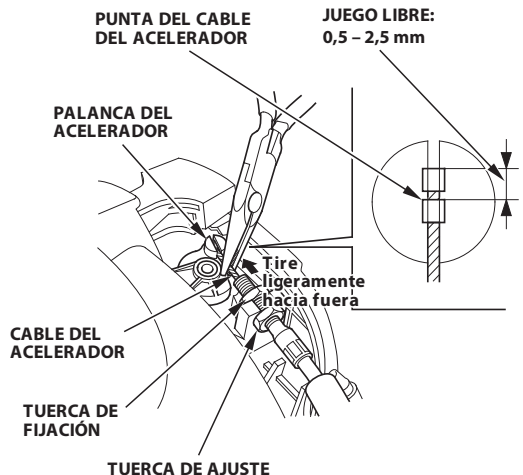 PUNTA DEL CABLE
DEL ACELERADOR
JUEGO LIBRE:
0,5 – 2,5 mm
PALANCA DEL
ACELERADOR
Tire
ligeramente
hacia fuera
CABLE DEL
ACELERADOR
TUERCA DE
FIJACIÓN
TUERCA DE AJUSTE